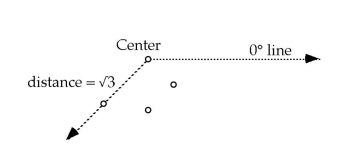 Center
0° line
distance = √3